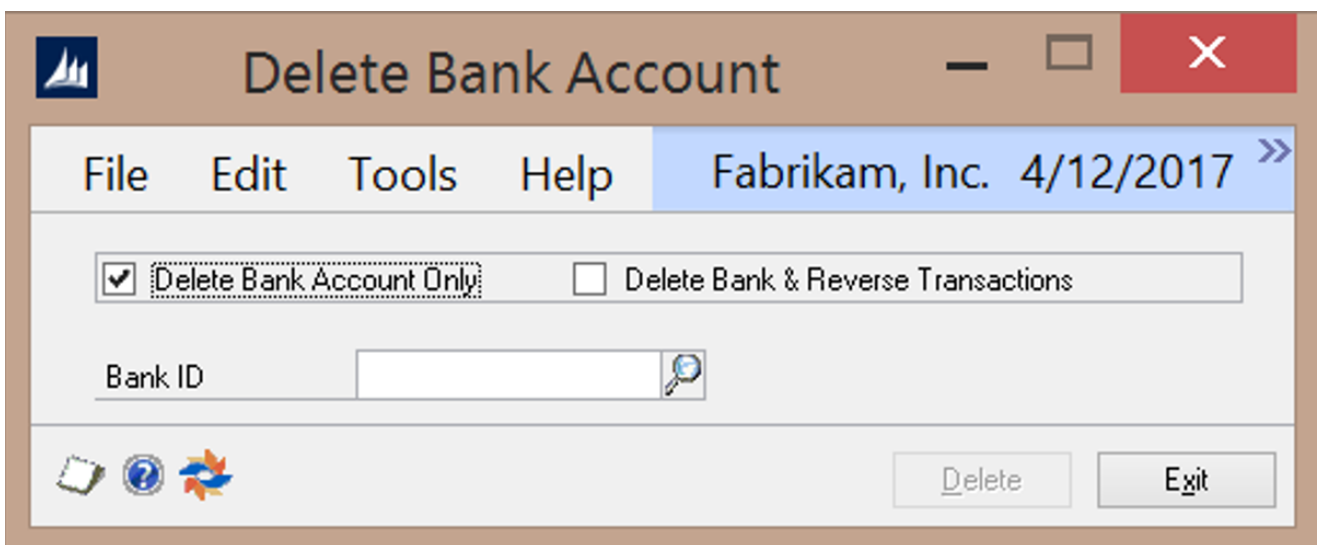 Delete Bank Account
File Edit Tools Help Fabrikam, Inc. 4/12/2017 »
Delete Bank Account Only Delete Bank & Reverse Transactions
Bank ID
Delete Exit